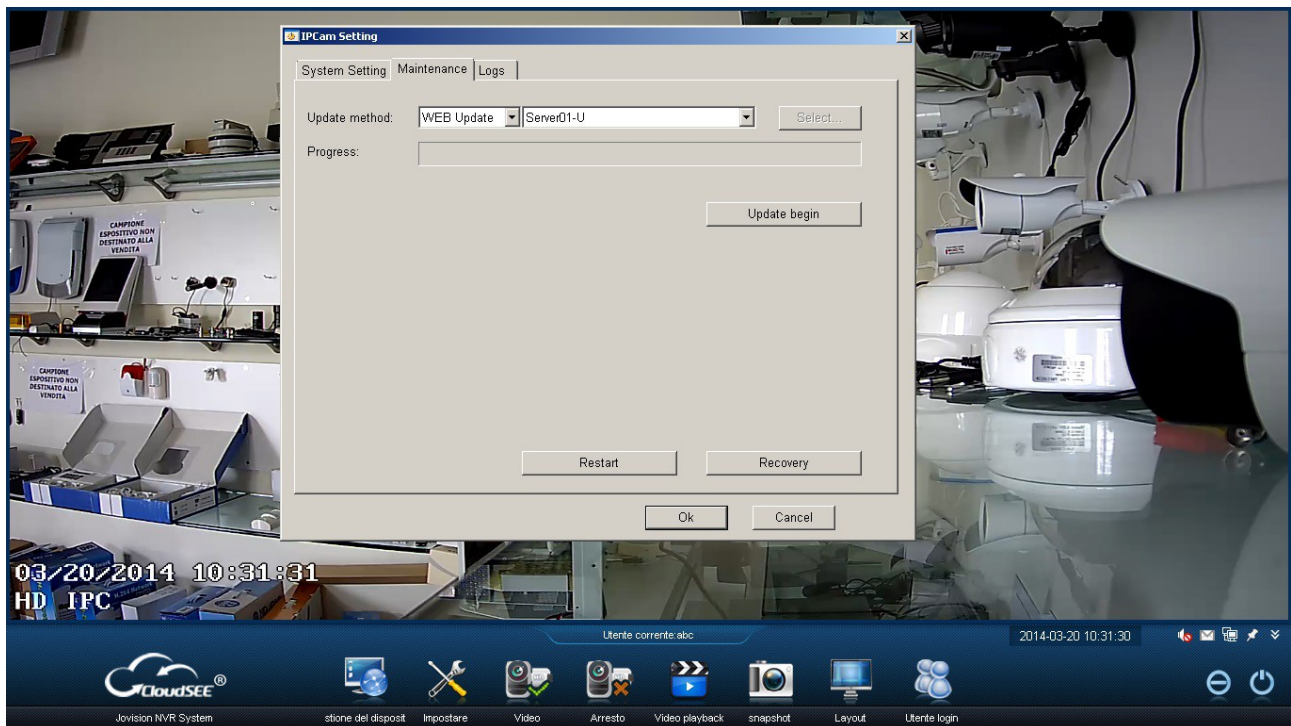 IPCam Setting
System Setting Maintenance Logs
Update method: WEB Update Server01-U Select...
Progress:
Update begin
Restart Recovery
Ok Cancel
CAMPIONE
ESPOSITIVO NON
DESTINATO ALLA
VENDITA
CAMPIONE
ESPOSITIVO NON
DESTINATO ALLA
VENDITA
03/20/2014 10:31:31
HD IPC
Utente corrente:abc
2014-03-20 10:31:30
CLOUDSEE®
Jovision NVR System
stione del disposit Impostare Video Arresto Video playback snapshot Layout Utente login